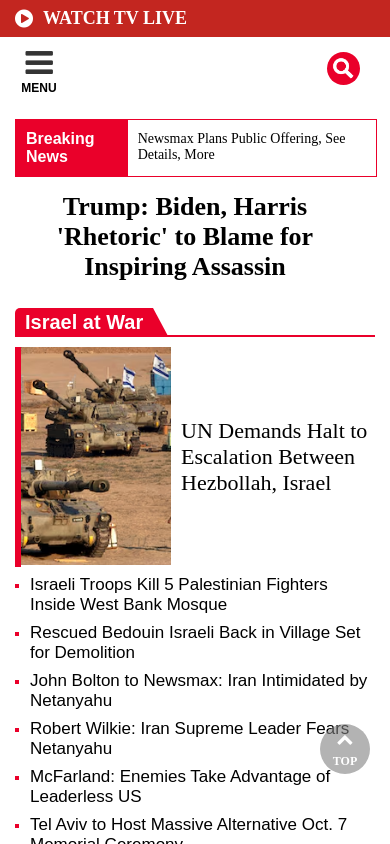 WATCH TV LIVE
MENU
Breaking
News
Newsmax Plans Public Offering, See
Details, More
Trump: Biden, Harris
'Rhetoric' to Blame for
Inspiring Assassin
Israel at War
UN Demands Halt to
Escalation Between
Hezbollah, Israel
Israeli Troops Kill 5 Palestinian Fighters
Inside West Bank Mosque
Rescued Bedouin Israeli Back in Village Set
for Demolition
John Bolton to Newsmax: Iran Intimidated by
Netanyahu
Robert Wilkie: Iran Supreme Leader Fears
Netanyahu
TOP
McFarland: Enemies Take Advantage of
Leaderless US
Tel Aviv to Host Massive Alternative Oct. 7
Memorial Ceremony